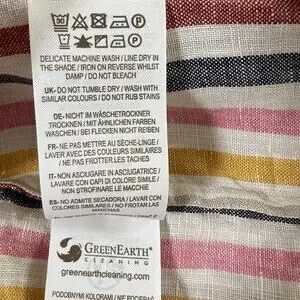 DELICATE MACHINE WASH / LINE DRY IN
THE SHADE / IRON ON REVERSE WHILST
DAMP / DO NOT BLEACH
UK- DO NOT TUMBLE DRY / WASH WITH
SIMILAR COLOURS / DO NOT RUB STAINS
DE- NICHT IM WÄSCHETROCKNER
TROCKNEN / MIT ÄHNLICHEN FARBEN
WASCHEN / BEI FLECKEN NICHT REIBEN
FR- NE PAS METTRE AU SÈCHE-LINGE/
LAVER AVEC DES COULEURS SIMILAIRES
/ NE PAS FROTTER LES TACHES
IT- NON ASCIUGARE IN ASCIUGATRICE /
LAVARE CON CAPI DI COLORE SIMILE /
NON STROFINARE LE MACCHIE
ES- NO ADMITE SECADORA / LAVAR CON
COLORES SIMILARES / NO FROTAR LAS
MANCHAS
GREENEARTH®
CLEANING
greenearthcleaning.com
PODOBNYMI KOLORAMI / NIE POCIERAĆ